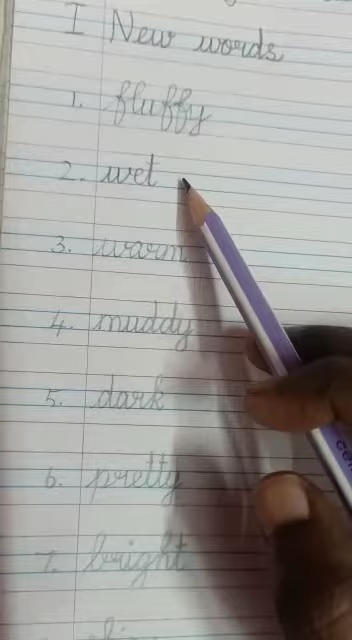 I New words
1. fluffy
2. wet
3. warm
4. muddy
5. dark
6. pretty
7. bright